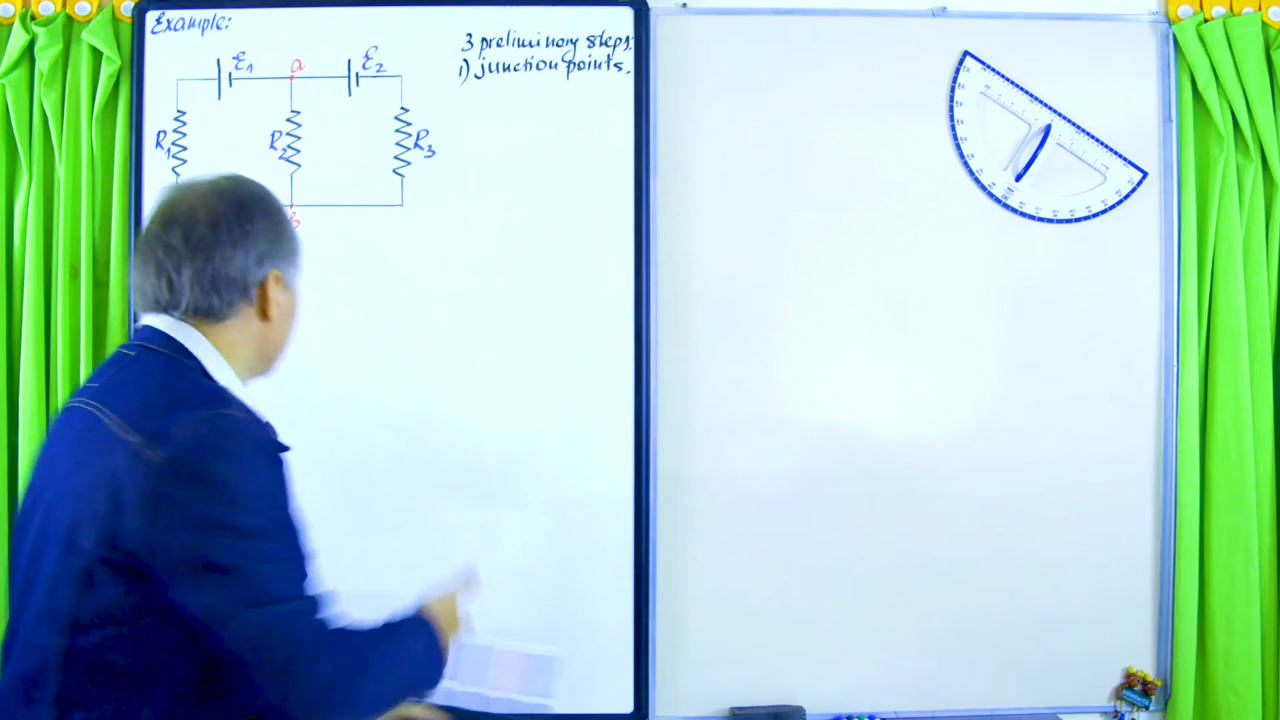 Example:
3 preliminary steps:
1) junction points.
ε₁
a
ε₂
R₁
R₂
R₃
b